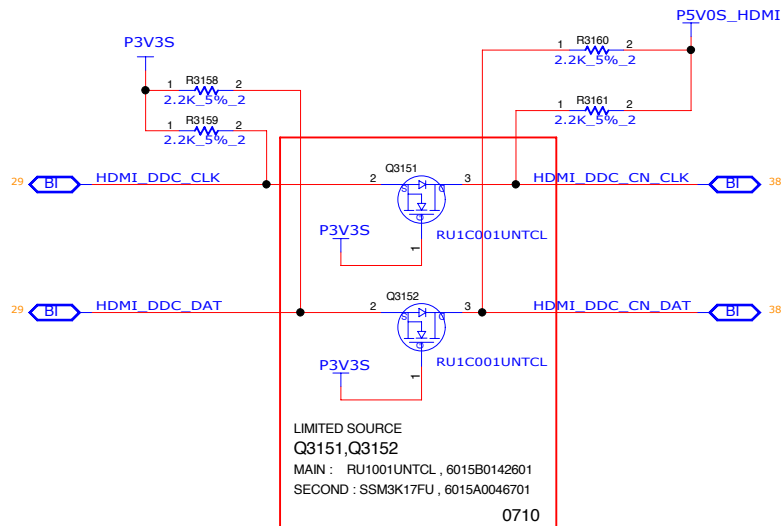 P5V0S_HDMI
P3V3S
1 R3160 2
2.2K_5%_2
1 R3158 2
2.2K_5%_2
1 R3161 2
2.2K_5%_2
1 R3159 2
2.2K_5%_2
29 BI HDMI_DDC_CLK 2 Q3151 3 HDMI_DDC_CN_CLK BI 38
S D
G
P3V3S
RU1C001UNTCL
1
29 BI HDMI_DDC_DAT 2 Q3152 3 HDMI_DDC_CN_DAT BI 38
S D
G
P3V3S
RU1C001UNTCL
1
LIMITED SOURCE
Q3151,Q3152
MAIN : RU1001UNTCL , 6015B0142601
SECOND : SSM3K17FU , 6015A0046701
0710